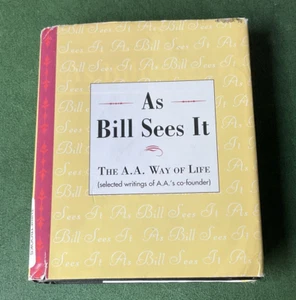 As
Bill Sees It
THE A.A. WAY OF LIFE
(selected writings of A.A.'s co-founder)